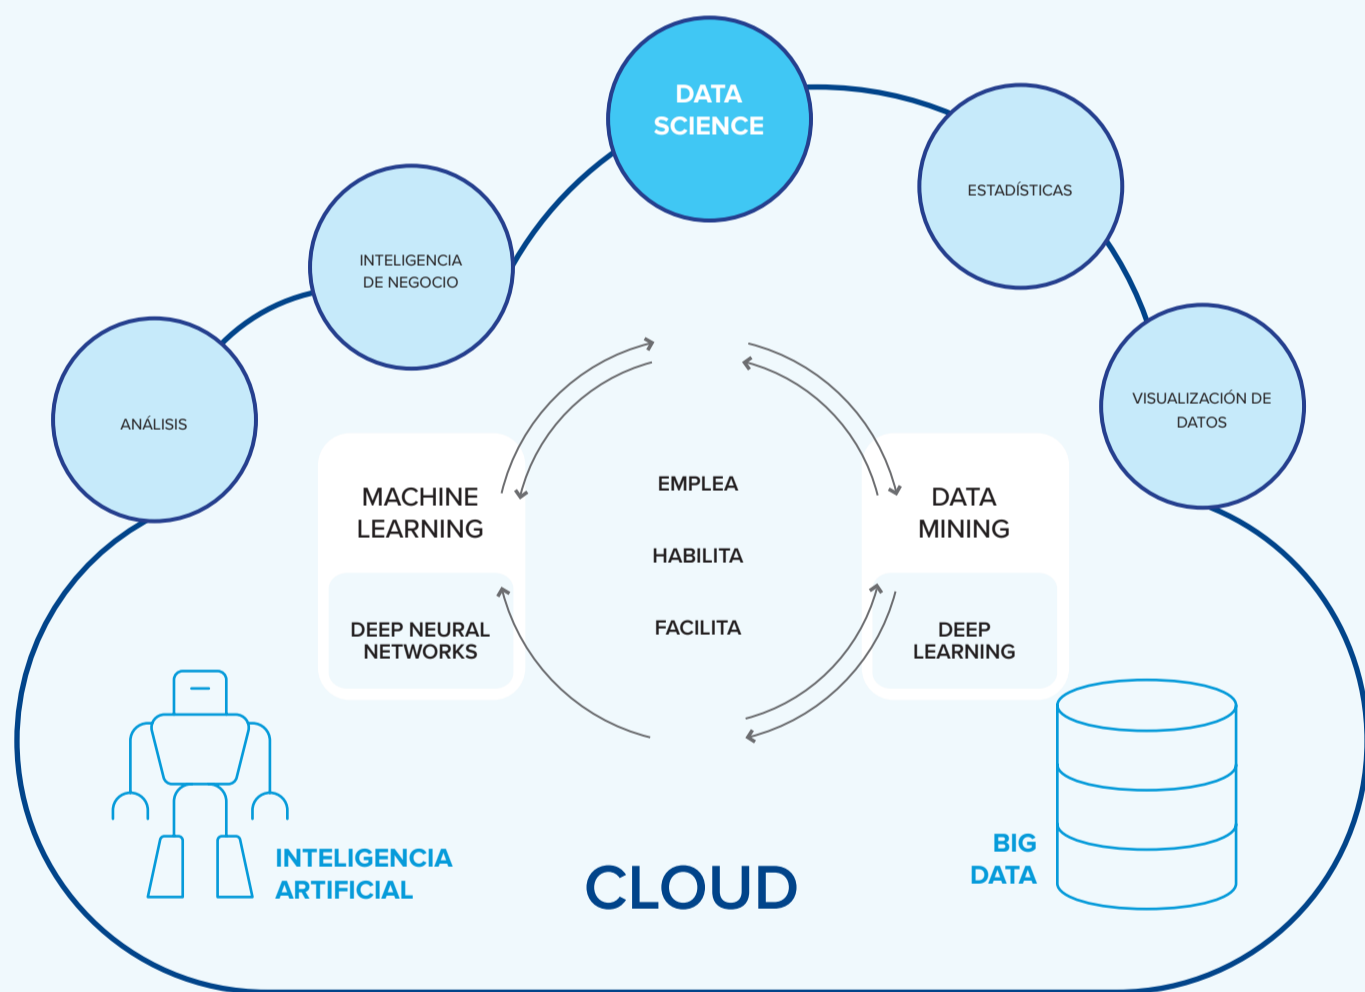 DATA
SCIENCE
ESTADÍSTICAS
INTELIGENCIA
DE NEGOCIO
VISUALIZACIÓN DE
DATOS
ANÁLISIS
MACHINE
LEARNING
DEEP NEURAL
NETWORKS
EMPLEA
HABILITA
FACILITA
DATA
MINING
DEEP
LEARNING
INTELIGENCIA
ARTIFICIAL
CLOUD
BIG
DATA